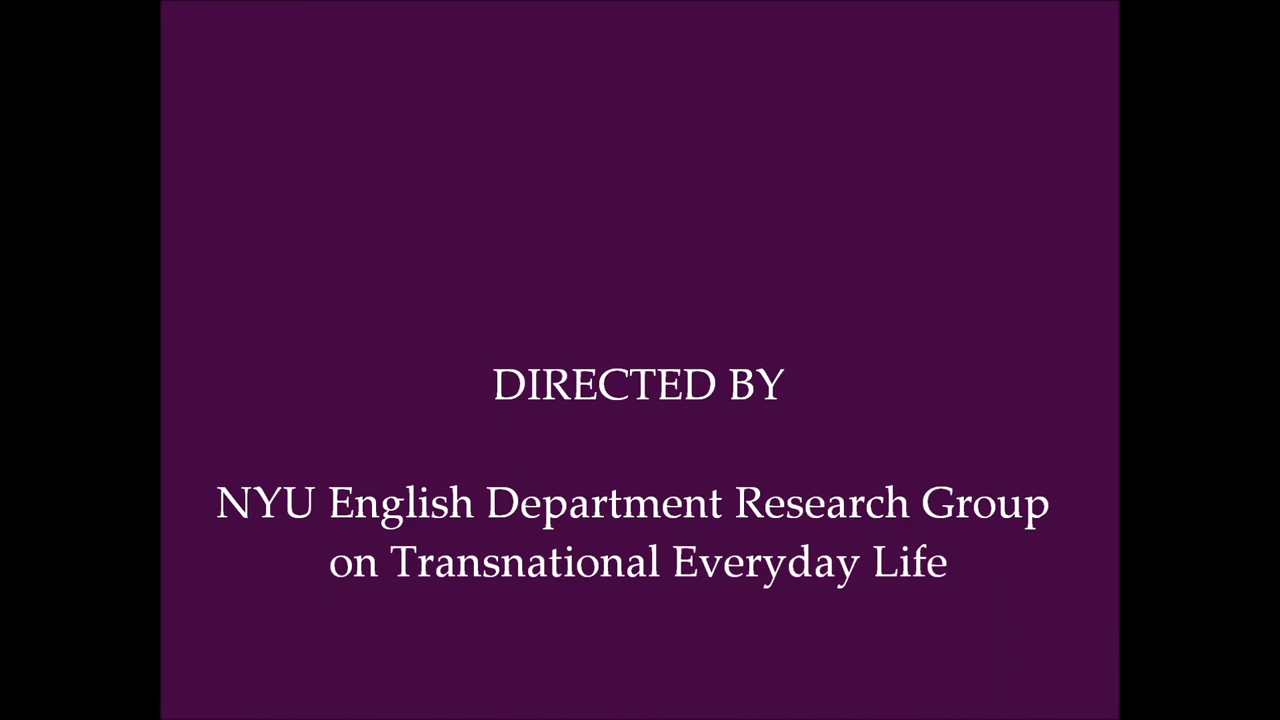 DIRECTED BY
NYU English Department Research Group
on Transnational Everyday Life